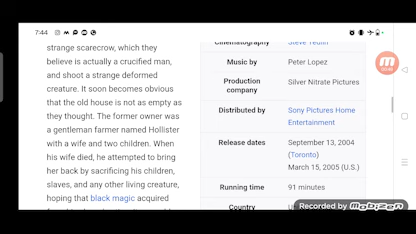 7:44
strange scarecrow, which they
believe is actually a crucified man,
and shoot a strange deformed
creature. It soon becomes obvious
that the old house is not as empty as
they thought. The former owner was
a gentleman farmer named Hollister
with a wife and two children. When
his wife died, he attempted to bring
her back by sacrificing his children,
slaves, and any other living creature,
hoping that black magic acquired
Cinematography Steve Yedlin
Music by Peter Lopez
Production Silver Nitrate Pictures
company
Distributed by Sony Pictures Home
Entertainment
Release dates September 13, 2004
(Toronto)
March 15, 2005 (U.S.)
Running time 91 minutes
Country
Recorded by Mobizen